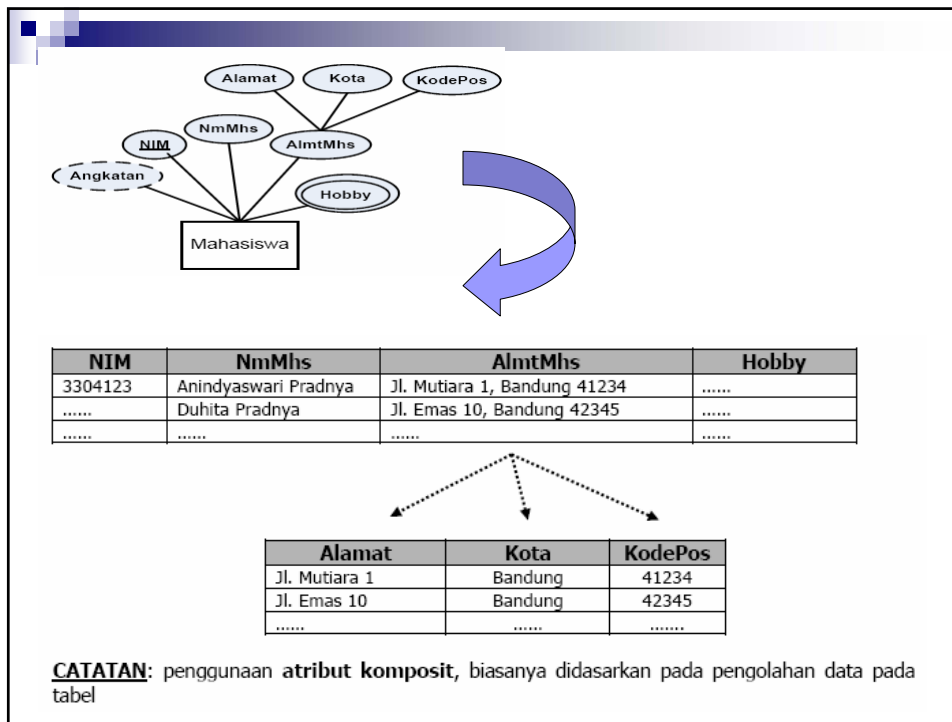 Alamat Kota KodePos
NIM NmMhs AlmtMhs
Angkatan Hobby
Mahasiswa
NIM NmMhs AlmtMhs Hobby
3304123 Anindyaswari Pradnya Jl. Mutiara 1, Bandung 41234 ......
...... Duhita Pradnya Jl. Emas 10, Bandung 42345 ......
...... ...... ...... ......
Alamat Kota KodePos
Jl. Mutiara 1 Bandung 41234
Jl. Emas 10 Bandung 42345
...... ...... .......
CATATAN: penggunaan atribut komposit, biasanya didasarkan pada pengolahan data pada
tabel